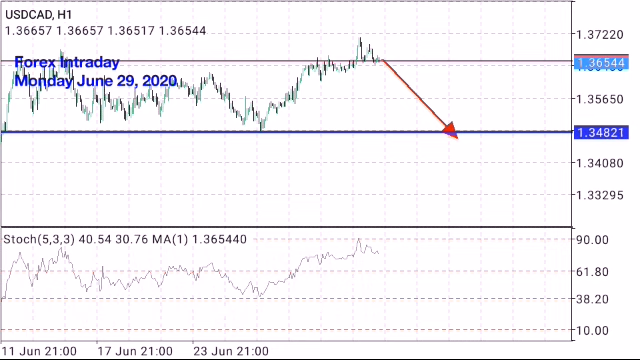 USDCAD, H1
1.36657 1.36657 1.36517 1.36544
Forex Intraday
Monday June 29, 2020
1.37220
1.36544
1.35650
1.34821
1.34080
1.33295
Stoch(5,3,3) 40.54 30.76 MA(1) 1.365440
90.00
61.80
38.20
10.00
11 Jun 21:00 17 Jun 21:00 23 Jun 21:00